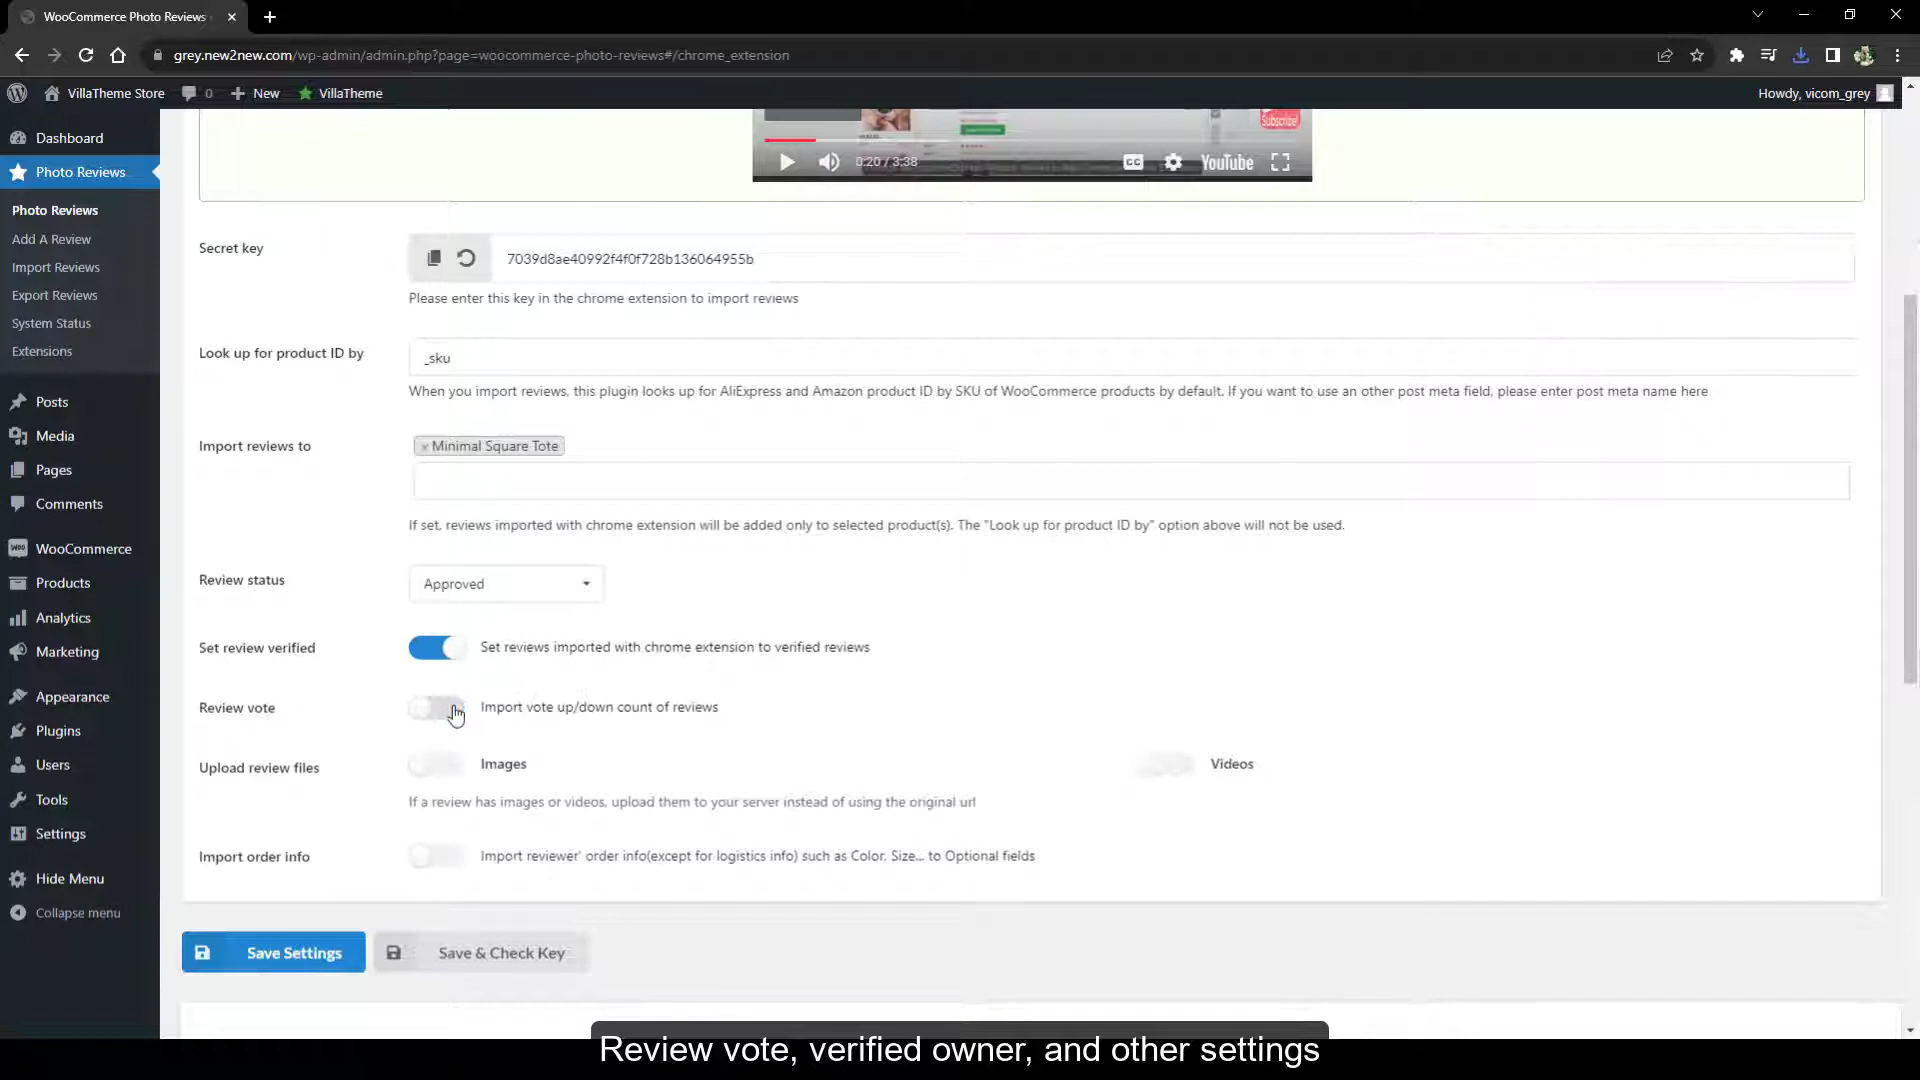 WooCommerce Photo Reviews
grey.new2new.com/wp-admin/admin.php?page=woocommerce-photo-reviews#/chrome_extension
VillaTheme Store
0
New
VillaTheme
Howdy, vicom_grey
Dashboard
Photo Reviews
Photo Reviews
Add A Review
Import Reviews
Export Reviews
System Status
Extensions
Posts
Media
Pages
Comments
WooCommerce
Products
Analytics
Marketing
Appearance
Plugins
Users
Tools
Settings
Hide Menu
Collapse menu
Subscribe
0:20 / 3:38
CC
YouTube
Secret key
7039d8ae40992f4f0f728b136064955b
Please enter this key in the chrome extension to import reviews
Look up for product ID by
_sku
When you import reviews, this plugin looks up for AliExpress and Amazon product ID by SKU of WooCommerce products by default. If you want to use an other post meta field, please enter post meta name here
Import reviews to
× Minimal Square Tote
If set, reviews imported with chrome extension will be added only to selected product(s). The "Look up for product ID by" option above will not be used.
Review status
Approved
Set review verified
Set reviews imported with chrome extension to verified reviews
Review vote
Import vote up/down count of reviews
Upload review files
Images
Videos
If a review has images or videos, upload them to your server instead of using the original url
Import order info
Import reviewer' order info(except for logistics info) such as Color, Size... to Optional fields
Save Settings
Save & Check Key
Review vote, verified owner, and other settings